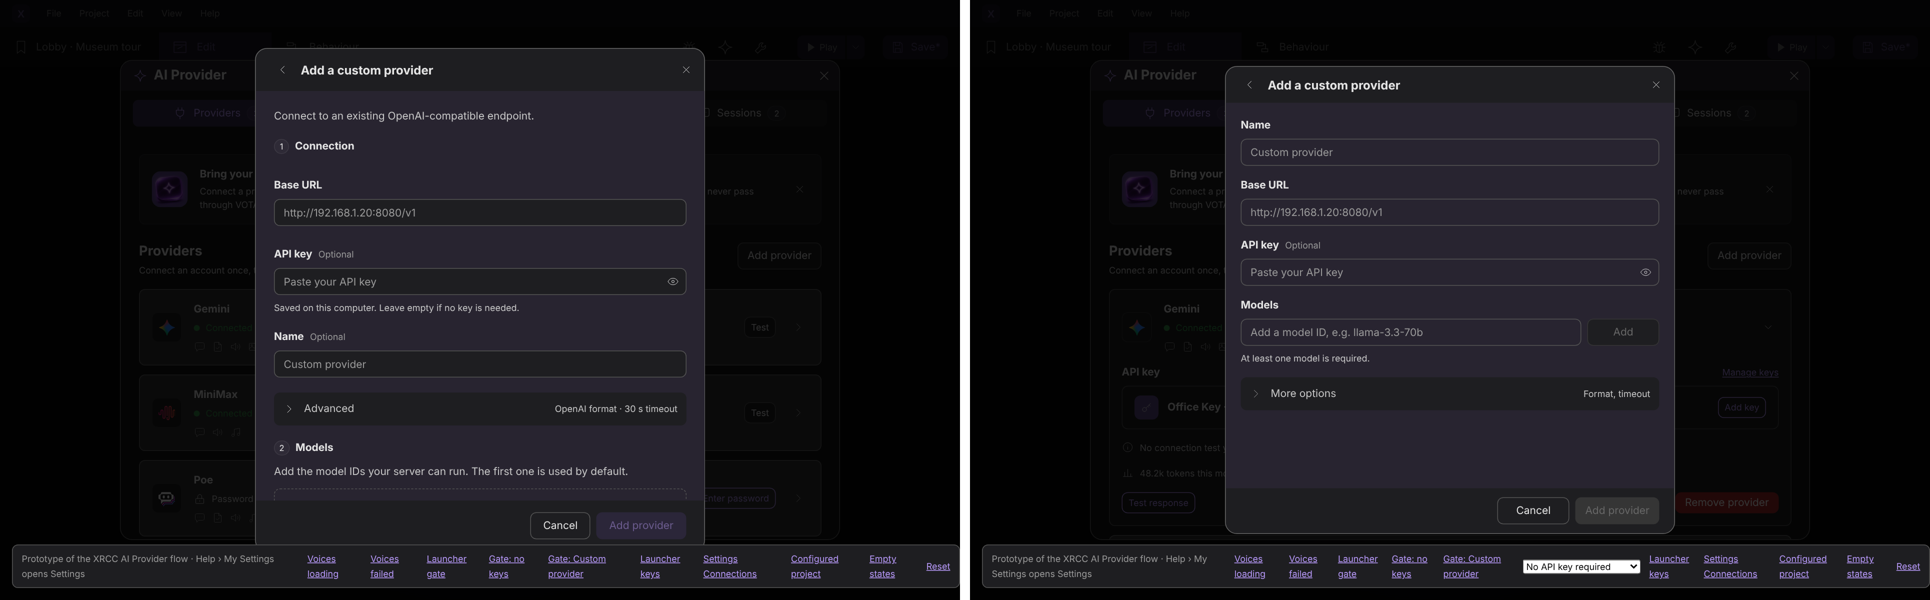 X File Project Edit View Help
Lobby · Museum tour Edit Behaviour Play Save*
AI Provider
Providers Sessions 2
Add a custom provider
Connect to an existing OpenAI-compatible endpoint.
1 Connection
Base URL
http://192.168.1.20:8080/v1
API key Optional
Paste your API key
Saved on this computer. Leave empty if no key is needed.
Name Optional
Custom provider
Advanced OpenAI format · 30 s timeout
2 Models
Add the model IDs your server can run. The first one is used by default.
Cancel Add provider
Bring your
Connect a never pass
through VOTA
Providers Add provider
Connect an account once,
Gemini
Connected Test
MiniMax
Connected Test
Poe
Password Enter password
Prototype of the XRCC AI Provider flow · Help › My Settings
opens Settings
Voices
loading
Voices
failed
Launcher
gate
Gate: no
keys
Gate: Custom
provider
Launcher
keys
Settings
Connections
Configured
project
Empty
states
Reset
X File Project Edit View Help
Lobby · Museum tour Edit Behaviour Play Save*
AI Provider
Providers Sessions 2
Add a custom provider
Name
Custom provider
Base URL
http://192.168.1.20:8080/v1
API key Optional
Paste your API key
Models
Add a model ID, e.g. llama-3.3-70b Add
At least one model is required.
More options Format, timeout
Cancel Add provider
Bring your
Connect a never pass
through VOTA
Providers Add provider
Connect an account once,
Gemini
Connected
API key Manage keys
Office Key Add key
No connection test
48.2k tokens this
Test response Remove provider
Prototype of the XRCC AI Provider flow · Help › My
Settings opens Settings
Voices
loading
Voices
failed
Launcher
gate
Gate: no
keys
Gate: Custom
provider
No API key required
Launcher
keys
Settings
Connections
Configured
project
Empty
states
Reset